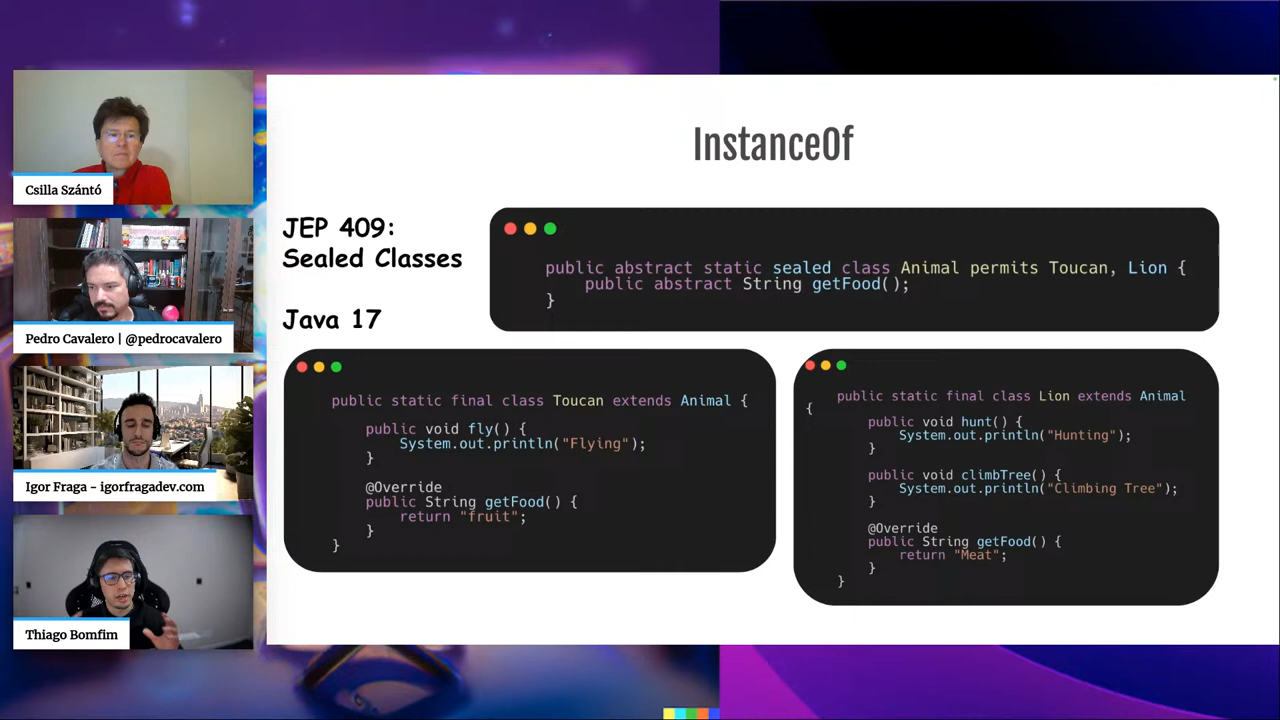 Csilla Szántó
Pedro Cavalero | @pedrocavalero
Igor Fraga - igorfragadev.com
Thiago Bomfim
InstanceOf
JEP 409:
Sealed Classes
Java 17
public abstract static sealed class Animal permits Toucan, Lion {
public abstract String getFood();
}
public static final class Toucan extends Animal {
public void fly() {
System.out.println("Flying");
}
@Override
public String getFood() {
return "fruit";
}
}
public static final class Lion extends Animal
{
public void hunt() {
System.out.println("Hunting");
}
public void climbTree() {
System.out.println("Climbing Tree");
}
@Override
public String getFood() {
return "Meat";
}
}